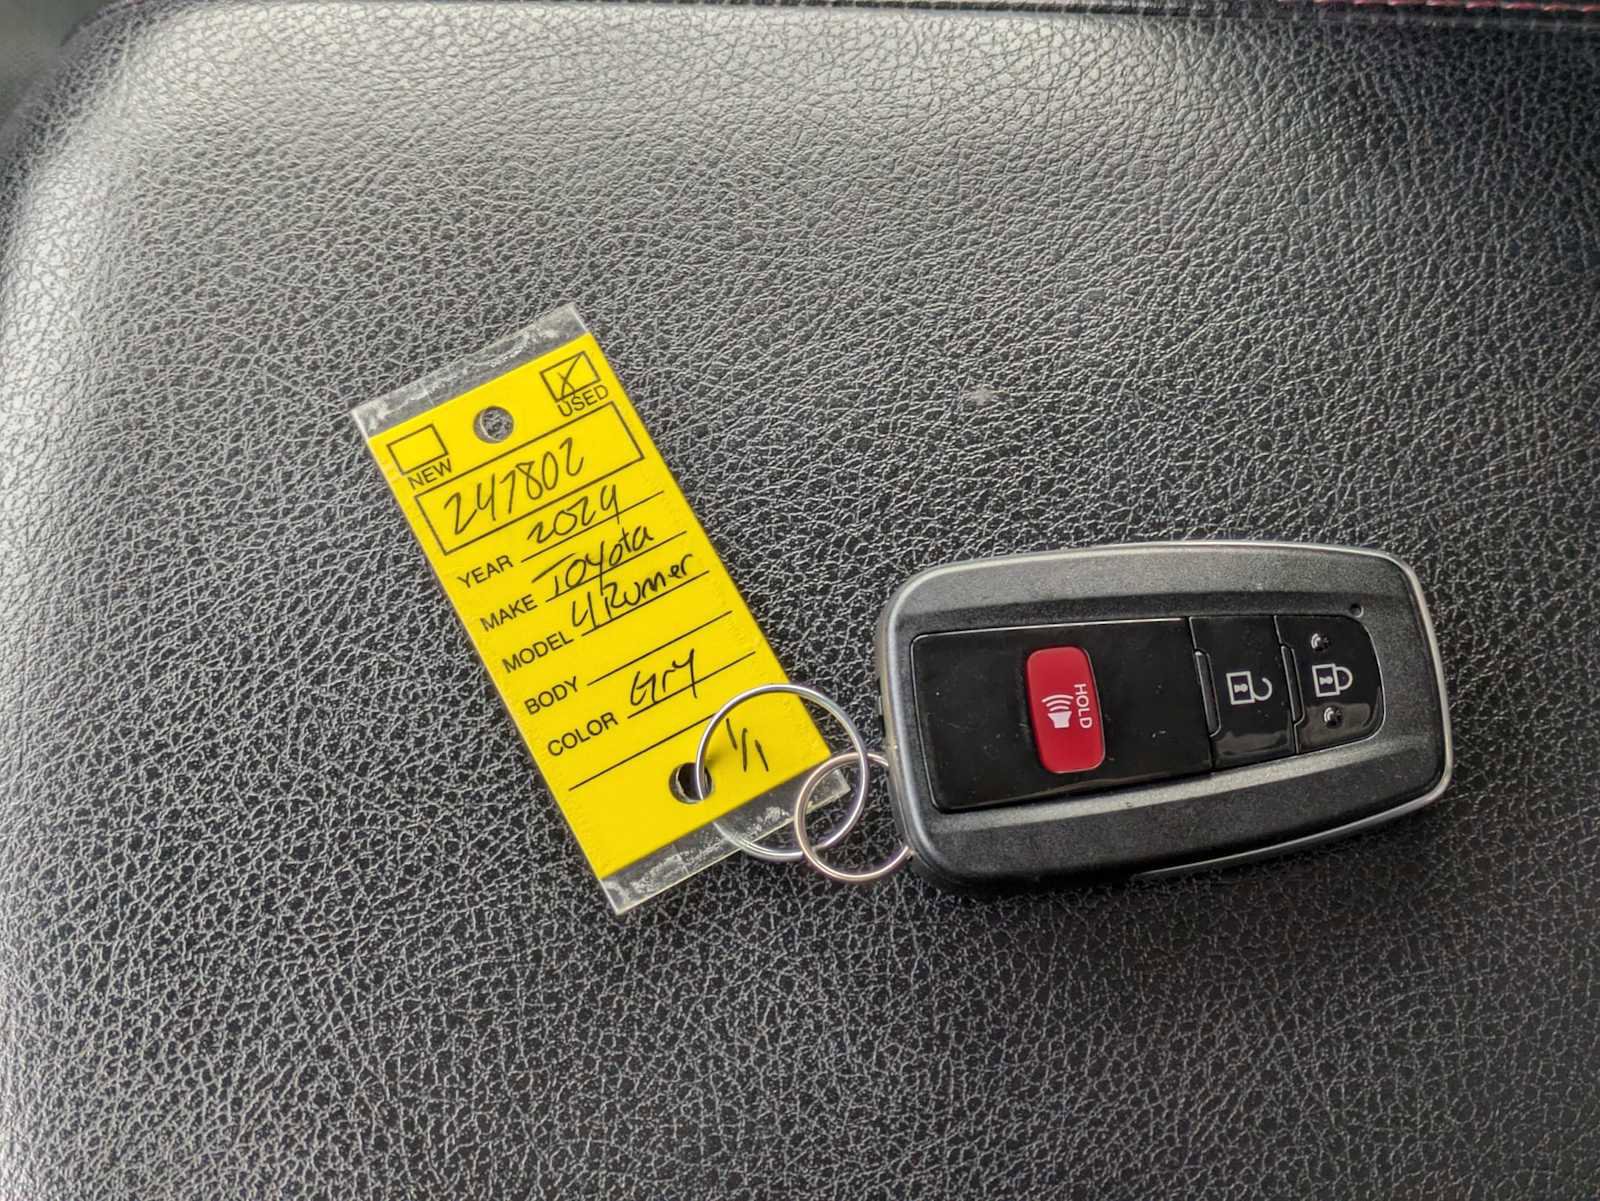 NEW
USED
247802
YEAR 2024
MAKE Toyota
MODEL 4Runner
BODY
COLOR Gry
1/1
HOLD